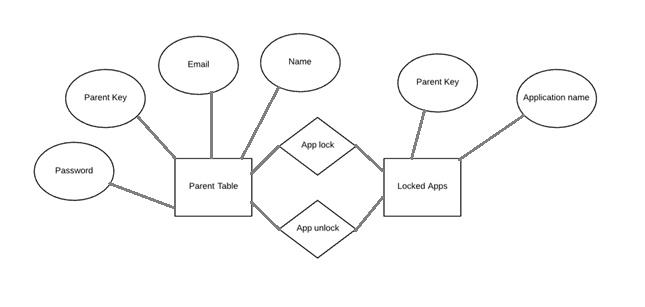 Email
Name
Parent Key
Parent Key
Application name
App lock
Password
Parent Table
Locked Apps
App unlock